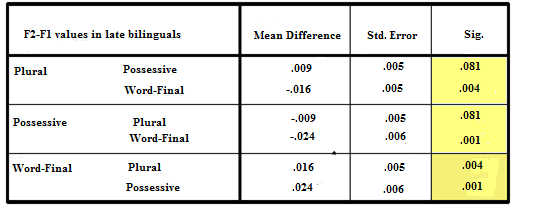 F2-F1 values in late bilinguals Mean Difference Std. Error Sig.
Plural Possessive .009 .005 .081
Word-Final -.016 .005 .004
Possessive Plural -.009 .005 .081
Word-Final -.024 .006 .001
Word-Final Plural .016 .005 .004
Possessive .024 .006 .001